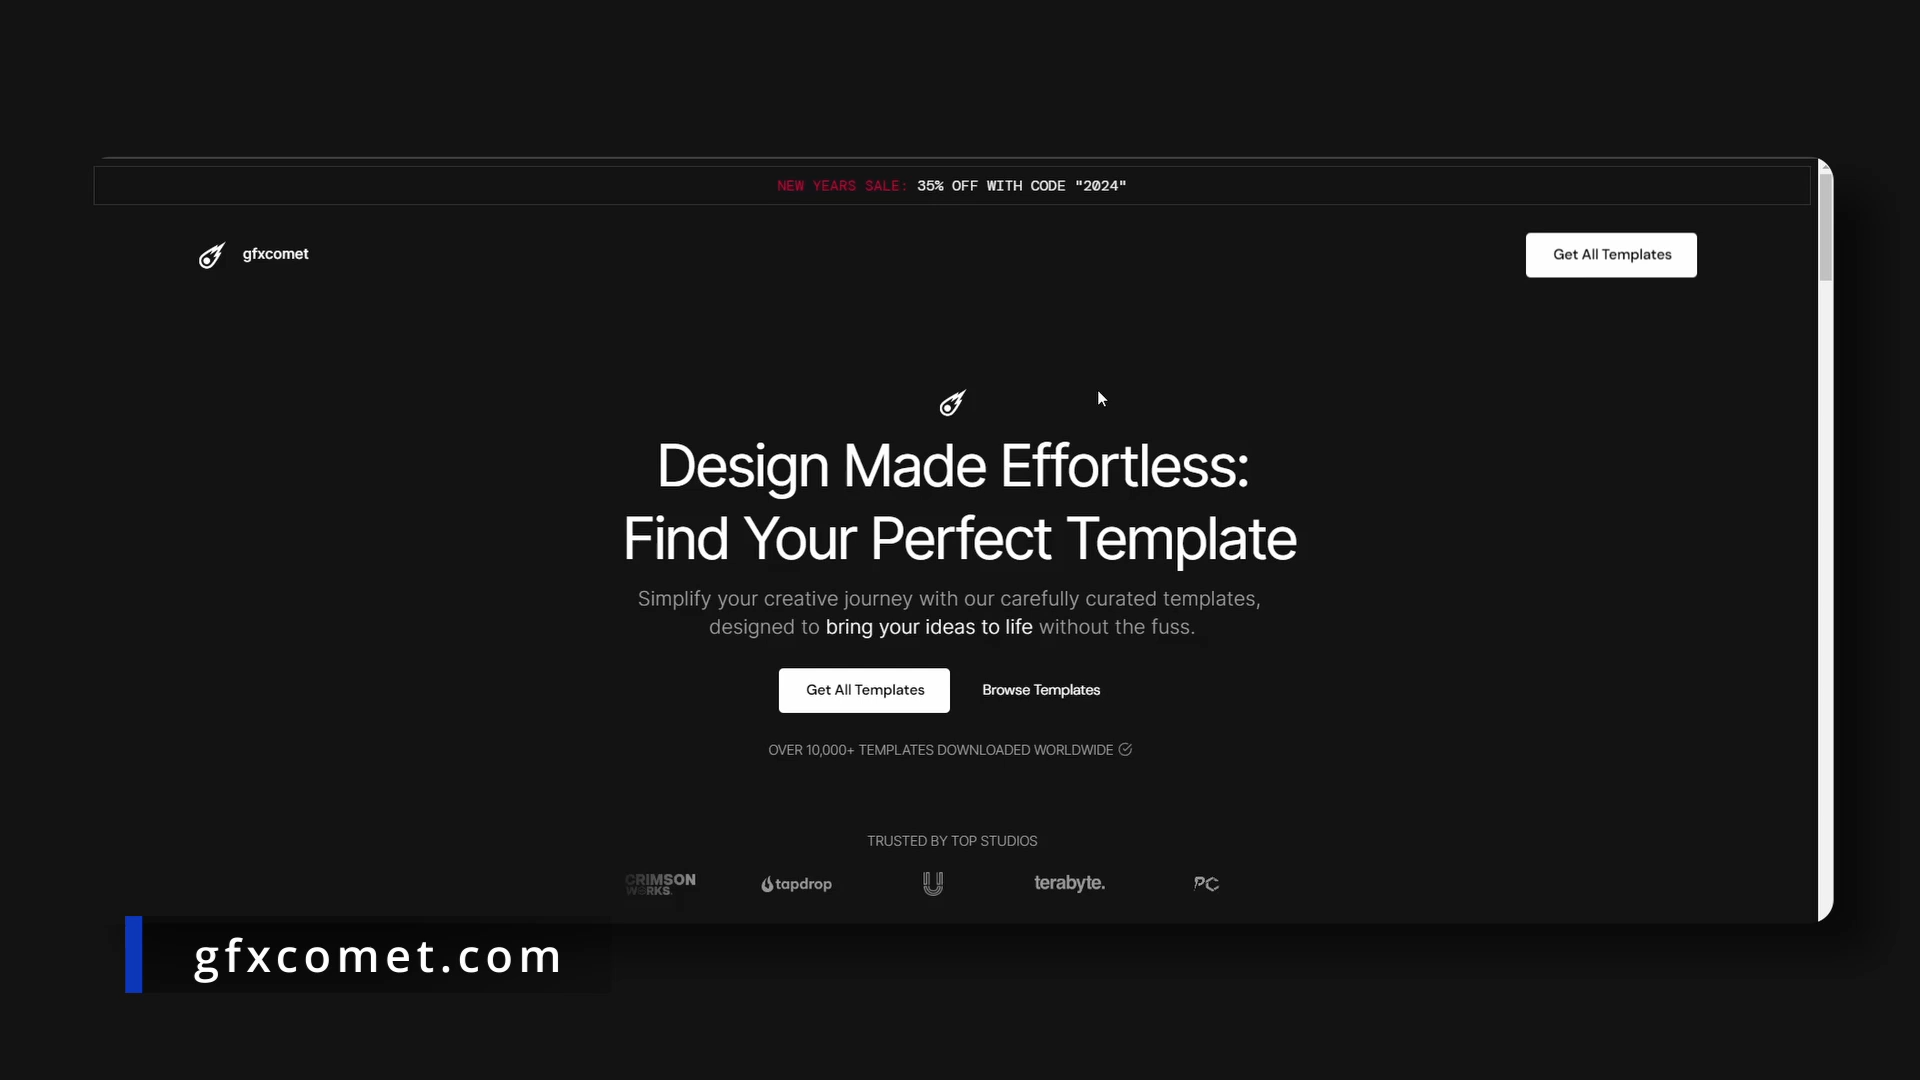 NEW YEARS SALE: 35% OFF WITH CODE "2024"
gfxcomet
Get All Templates
Design Made Effortless:
Find Your Perfect Template
Simplify your creative journey with our carefully curated templates,
designed to bring your ideas to life without the fuss.
Get All Templates
Browse Templates
OVER 10,000+ TEMPLATES DOWNLOADED WORLDWIDE
TRUSTED BY TOP STUDIOS
CRIMSON
WORKS.
tapdrop
U
terabyte.
PC
gfxcomet.com